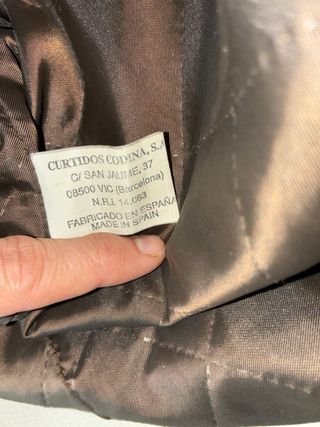 CURTIDOS CODINA, S.A
C/ SAN JAUME, 37
08500 VIC (Barcelona)
N.R.I. 14.063
FABRICADO EN ESPAÑA
MADE IN SPAIN